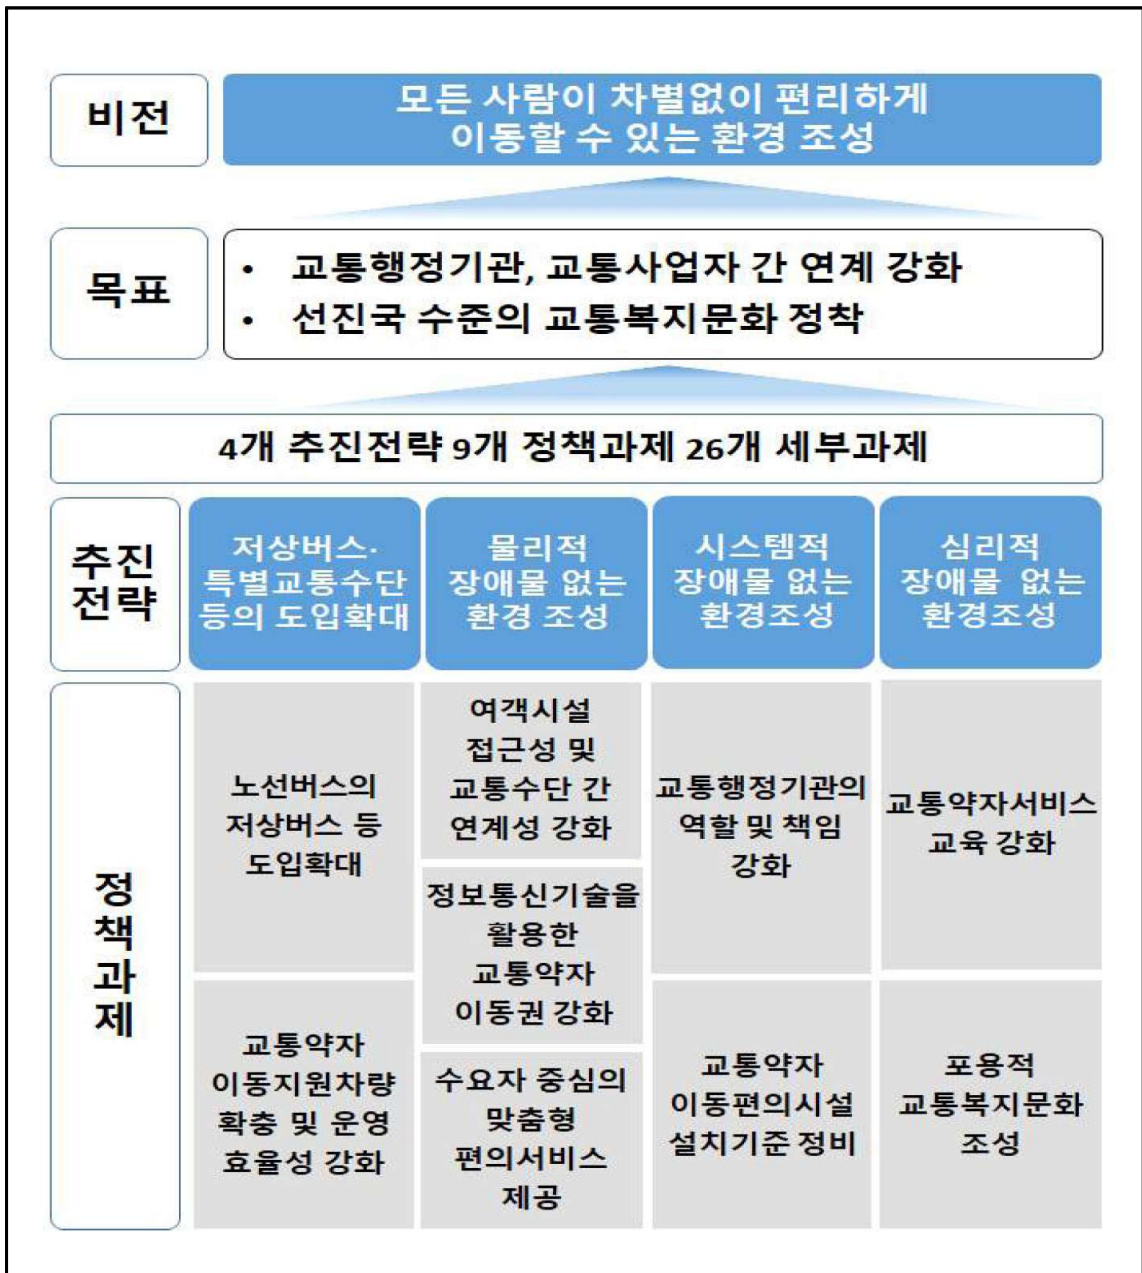 비전
모든 사람이 차별없이 편리하게
이동할 수 있는 환경 조성
목표
• 교통행정기관, 교통사업자 간 연계 강화
• 선진국 수준의 교통복지문화 정착
4개 추진전략 9개 정책과제 26개 세부과제
추진
전략
저상버스·
특별교통수단
등의 도입확대
물리적
장애물 없는
환경 조성
시스템적
장애물 없는
환경조성
심리적
장애물 없는
환경조성
정
책
과
제
노선버스의
저상버스 등
도입확대
교통약자
이동지원차량
확충 및 운영
효율성 강화
여객시설
접근성 및
교통수단 간
연계성 강화
정보통신기술을
활용한
교통약자
이동권 강화
수요자 중심의
맞춤형
편의서비스
제공
교통행정기관의
역할 및 책임
강화
교통약자
이동편의시설
설치기준 정비
교통약자서비스
교육 강화
포용적
교통복지문화
조성